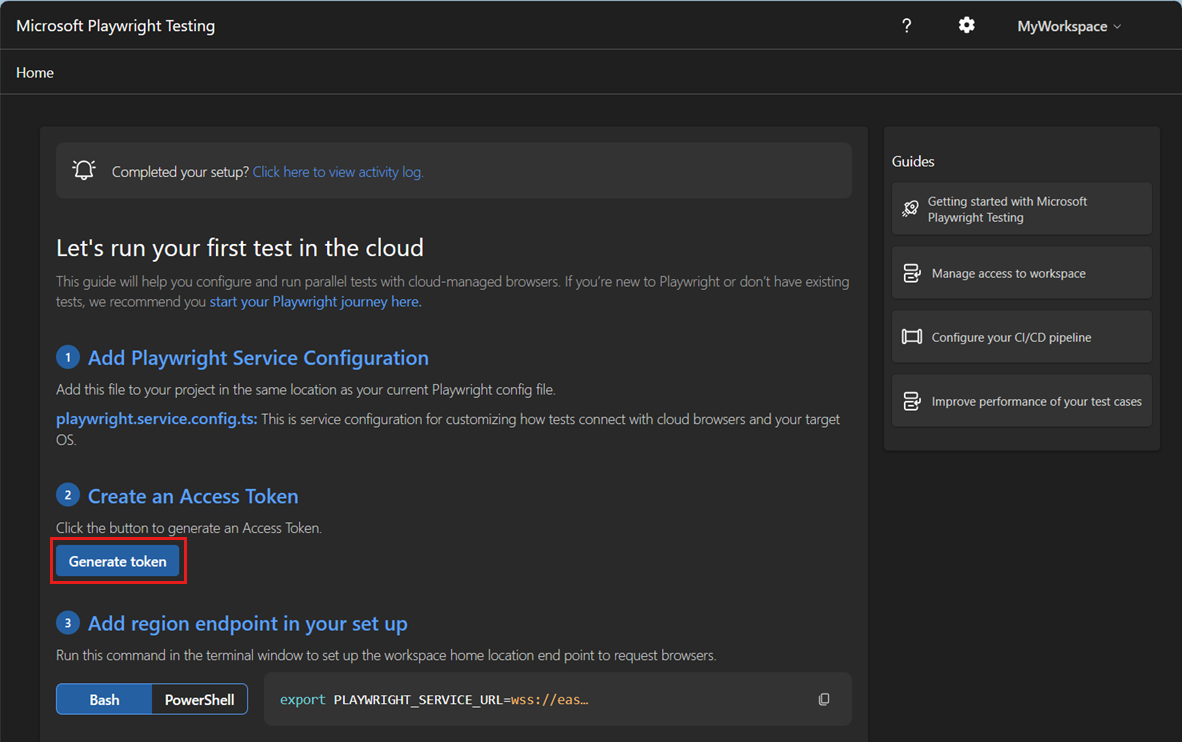 Microsoft Playwright Testing
?
MyWorkspace
Home
Completed your setup? Click here to view activity log.
Let's run your first test in the cloud
This guide will help you configure and run parallel tests with cloud-managed browsers. If you’re new to Playwright or don’t have existing
tests, we recommend you start your Playwright journey here.
1 Add Playwright Service Configuration
Add this file to your project in the same location as your current Playwright config file.
playwright.service.config.ts: This is service configuration for customizing how tests connect with cloud browsers and your target
OS.
2 Create an Access Token
Click the button to generate an Access Token.
Generate token
3 Add region endpoint in your set up
Run this command in the terminal window to set up the workspace home location end point to request browsers.
Bash
PowerShell
export PLAYWRIGHT_SERVICE_URL=wss://eas…
Guides
Getting started with Microsoft
Playwright Testing
Manage access to workspace
Configure your CI/CD pipeline
Improve performance of your test cases